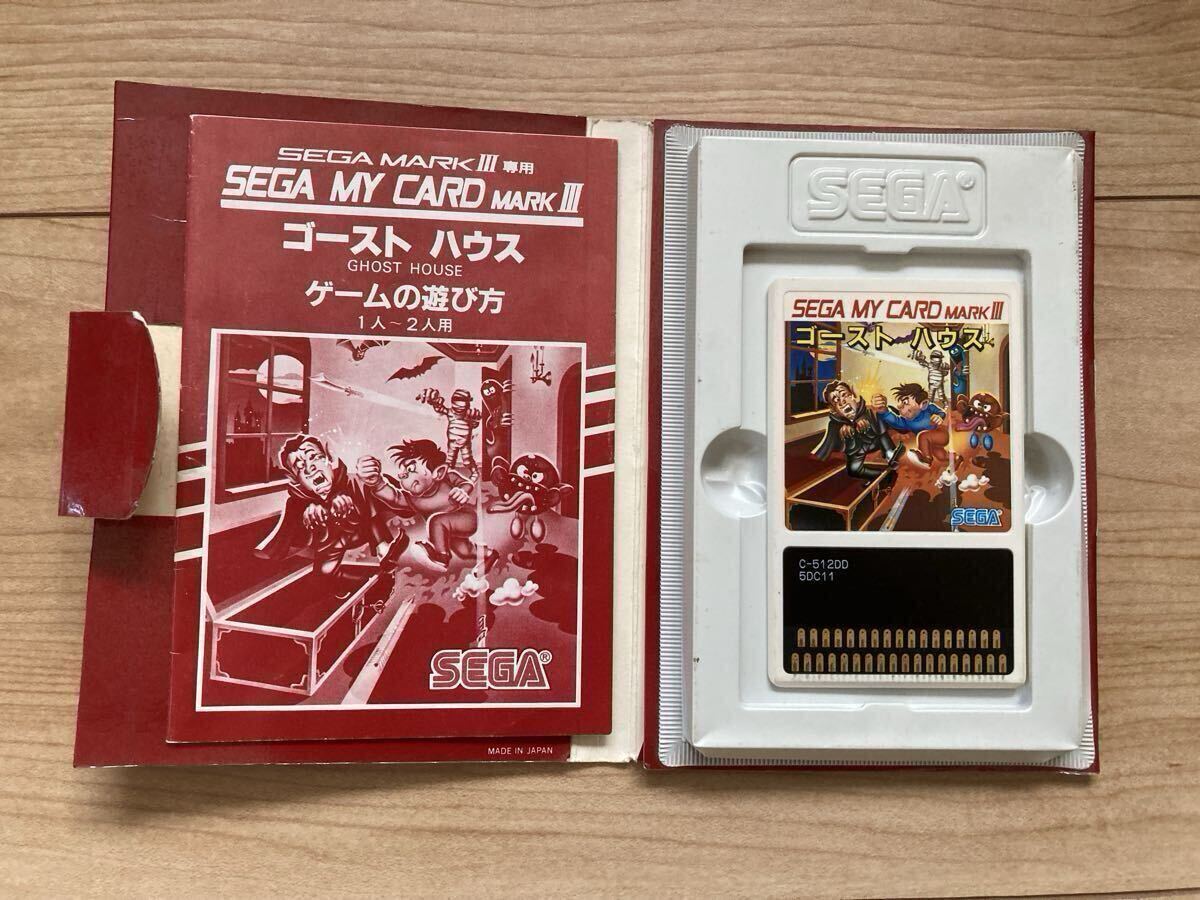 SEGA MARK III 専用
SEGA MY CARD MARK III
ゴースト ハウス
GHOST HOUSE
ゲームの遊び方
1人～2人用
SEGA®
MADE IN JAPAN
SEGA®
SEGA MY CARD MARK III
ゴースト ハウス
SEGA
C-512DD
5DC11